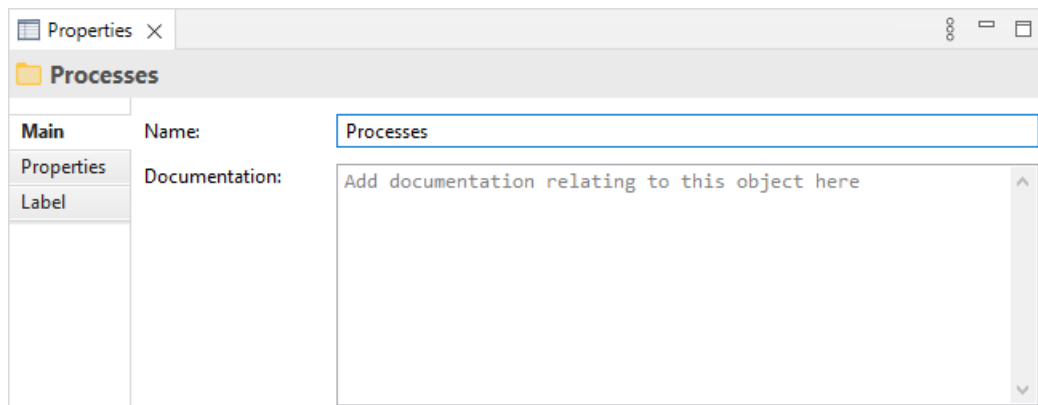 Properties
Processes
Main
Name:
Processes
Properties
Documentation:
Add documentation relating to this object here
Label